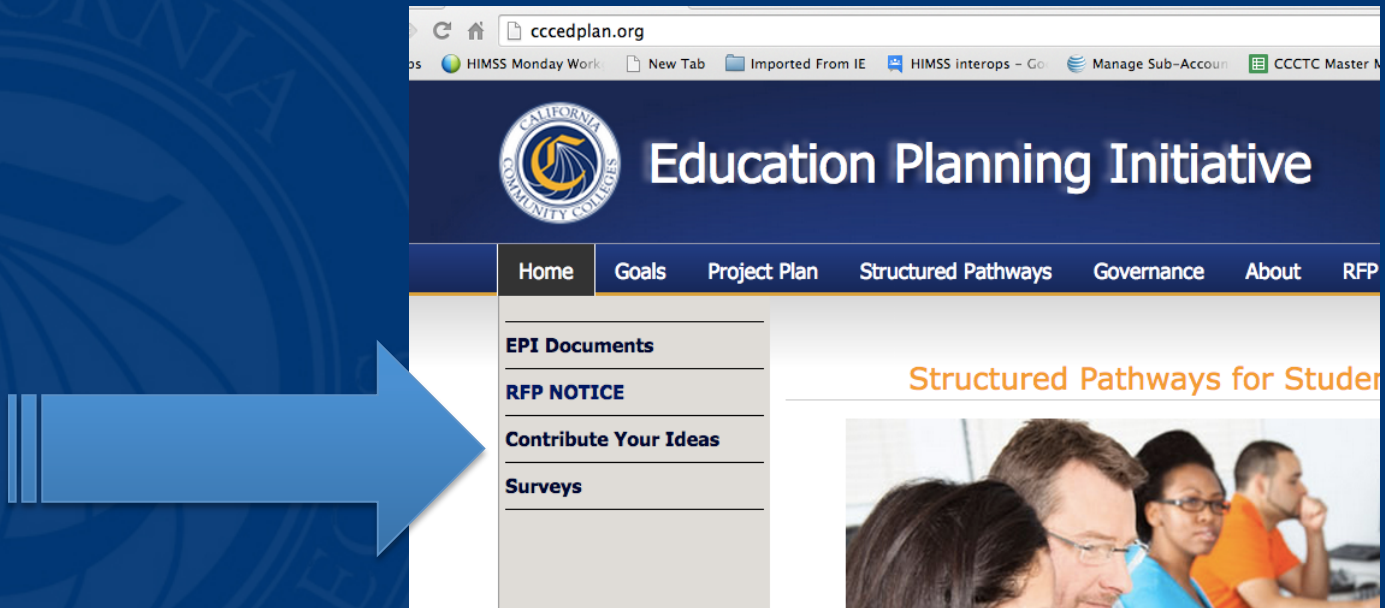 cccedplan.org
HIMSS Monday Work New Tab Imported From IE HIMSS interops – Manage Sub-Accoun CCCTC Master
CALIFORNIA
COMMUNITY COLLEGES
Education Planning Initiative
Home Goals Project Plan Structured Pathways Governance About RFP
EPI Documents
RFP NOTICE
Contribute Your Ideas
Surveys
Structured Pathways for Studen